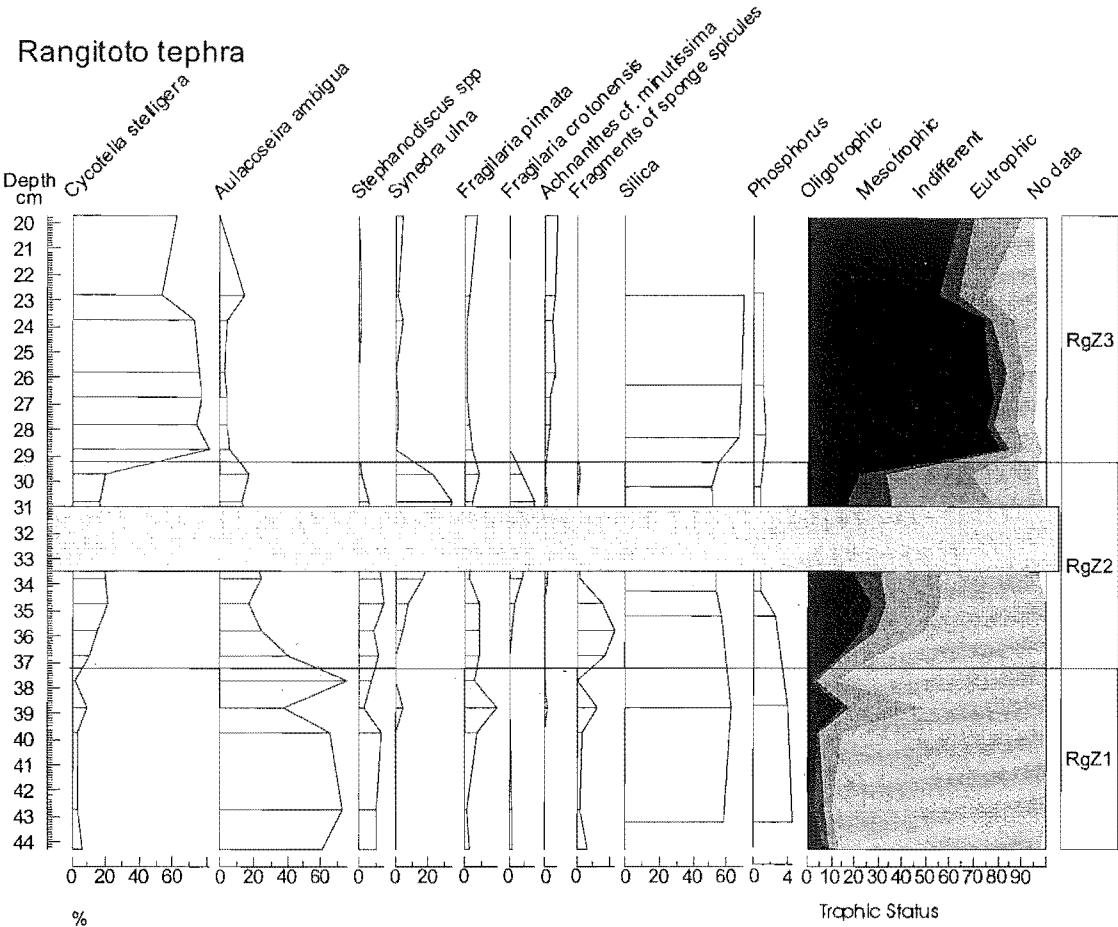 Rangitoto tephra
Cycotella stelligera
Aulacoseira ambigua
Stephanodiscus spp
Synedra ulna
Fragilaria pinnata
Fragilaria crotonensis
Achnanthes cf. minutissima
Fragments of sponge spicules
Silica
Phosphorus
Oligotrophic
Mesotrophic
Indifferent
Eutrophic
No data
Depth
cm
20
21
22
23
24
25
26
27
28
29
30
31
32
33
34
35
36
37
38
39
40
41
42
43
44
RgZ3
RgZ2
RgZ1
0 20 40 60 0 20 40 60 0 0 20 0 0 0 0 0 20 40 60 0 4 0 10 20 30 40 50 60 70 80 90
%
Trophic Status